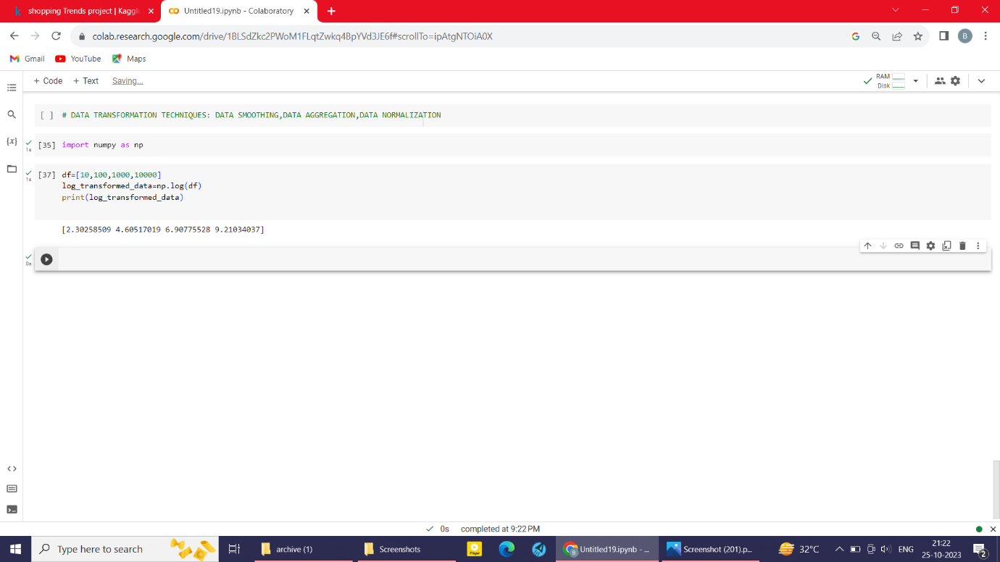 shopping Trends project | Kaggl
Untitled19.ipynb - Colaboratory
colab.research.google.com/drive/1BLSdZkc2PWoM1FLqtZwkq4BpYVd3JE6f#scrollTo=ipAtgNTOiA0X
B
Gmail
YouTube
Maps
+ Code
+ Text
Saving...
RAM
Disk
[ ] # DATA TRANSFORMATION TECHNIQUES: DATA SMOOTHING,DATA AGGREGATION,DATA NORMALIZATION
{x}
1s
[35] import numpy as np
1s
[37] df=[10,100,1000,10000]
log_transformed_data=np.log(df)
print(log_transformed_data)
[2.30258509 4.60517019 6.90775528 9.21034037]
0s
0s completed at 9:22 PM
Type here to search
archive (1)
Screenshots
Untitled19.ipynb - ...
Screenshot (201).p...
32°C
ENG
21:22
25-10-2023
2